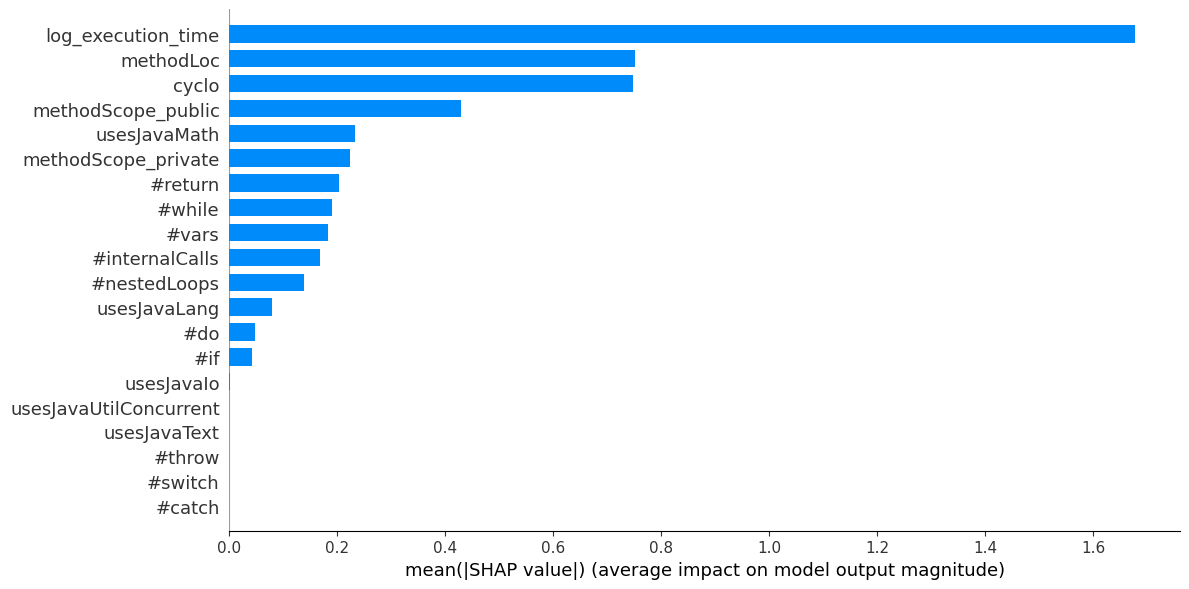 log_execution_time
methodLoc
cyclo
methodScope_public
usesJavaMath
methodScope_private
#return
#while
#vars
#internalCalls
#nestedLoops
usesJavaLang
#do
#if
usesJavaIo
usesJavaUtilConcurrent
usesJavaText
#throw
#switch
#catch
0.0 0.2 0.4 0.6 0.8 1.0 1.2 1.4 1.6
mean(|SHAP value|) (average impact on model output magnitude)